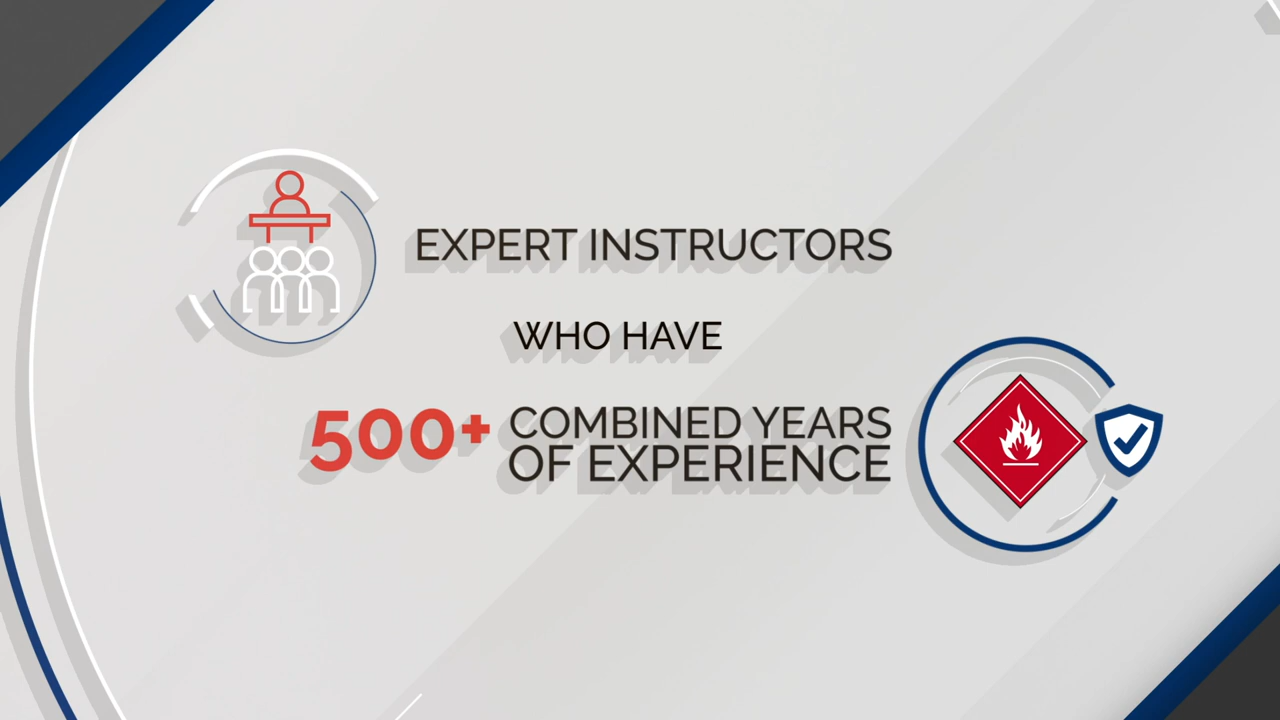 EXPERT INSTRUCTORS
WHO HAVE
500+ COMBINED YEARS
OF EXPERIENCE